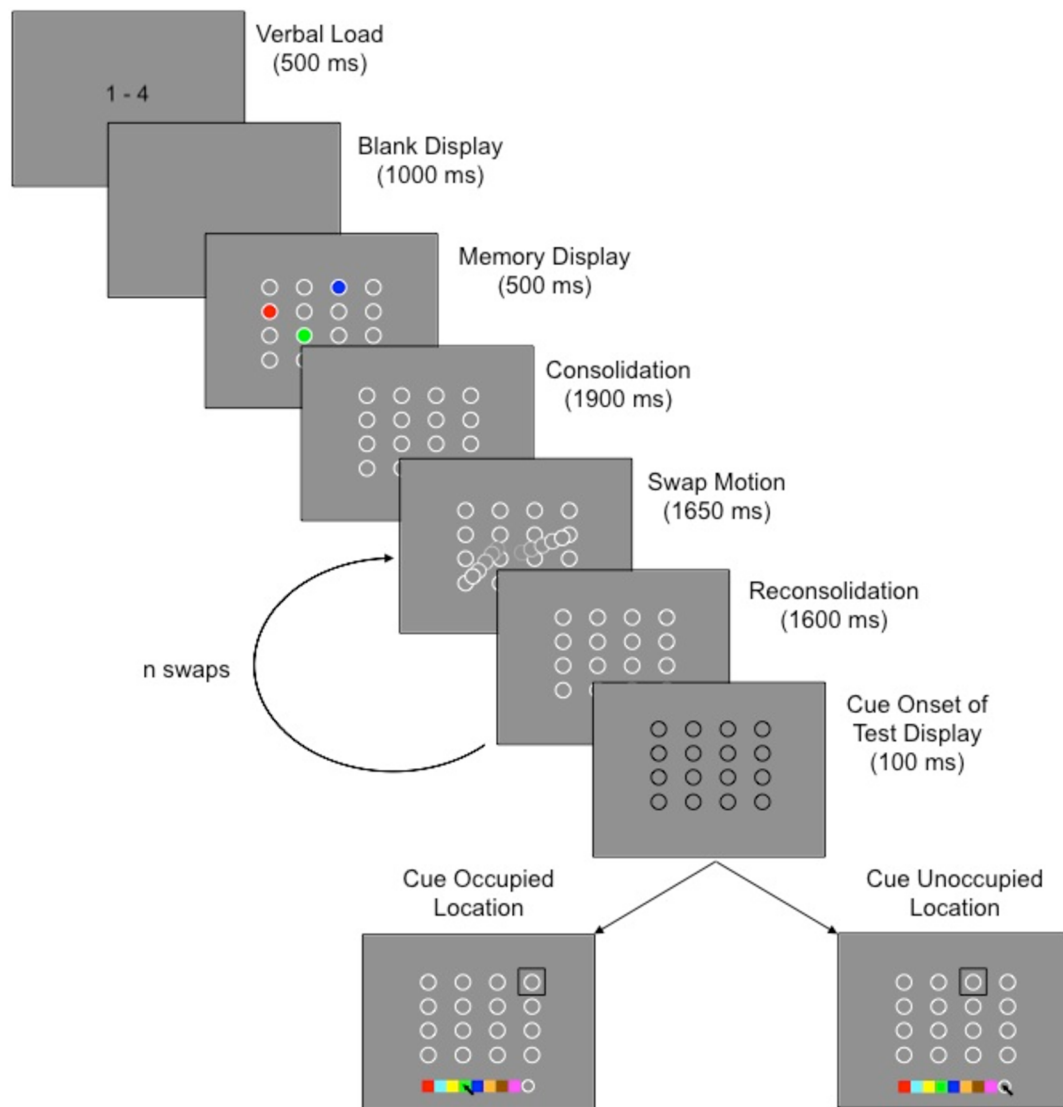 Verbal Load
(500 ms)
1 - 4
Blank Display
(1000 ms)
Memory Display
(500 ms)
Consolidation
(1900 ms)
Swap Motion
(1650 ms)
Reconsolidation
(1600 ms)
n swaps
Cue Onset of
Test Display
(100 ms)
Cue Occupied
Location
Cue Unoccupied
Location